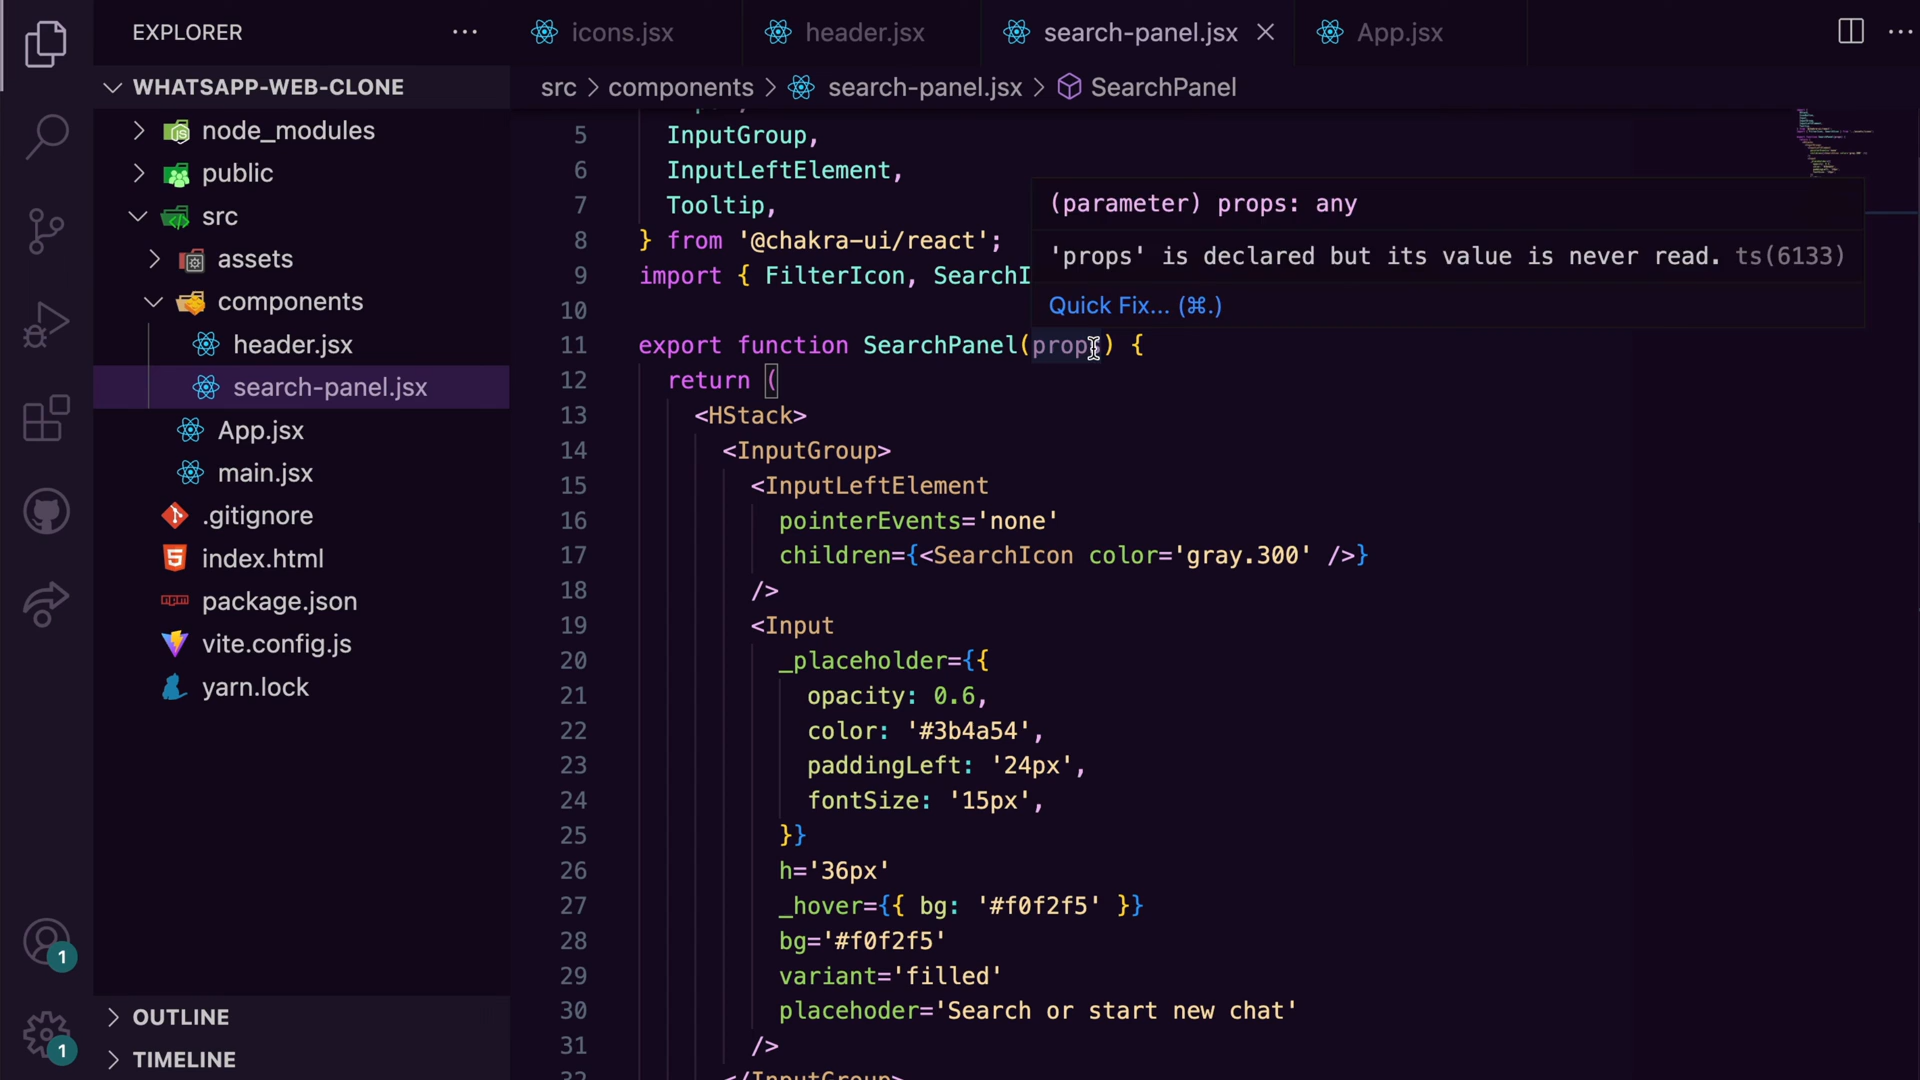 EXPLORER
icons.jsx
header.jsx
search-panel.jsx
App.jsx
WHATSAPP-WEB-CLONE
src > components > search-panel.jsx > SearchPanel
node_modules
public
src
assets
components
header.jsx
search-panel.jsx
App.jsx
main.jsx
.gitignore
index.html
package.json
vite.config.js
yarn.lock
5 InputGroup,
6 InputLeftElement,
7 Tooltip,
8 } from '@chakra-ui/react';
9 import { FilterIcon, SearchI
10
(parameter) props: any
'props' is declared but its value is never read. ts(6133)
Quick Fix... (⌘.)
11 export function SearchPanel(props) {
12 return (
13 <HStack>
14 <InputGroup>
15 <InputLeftElement
16 pointerEvents='none'
17 children={<SearchIcon color='gray.300' />}
18 />
19 <Input
20 _placeholder={{
21 opacity: 0.6,
22 color: '#3b4a54',
23 paddingLeft: '24px',
24 fontSize: '15px',
25 }}
26 h='36px'
27 _hover={{ bg: '#f0f2f5' }}
28 bg='#f0f2f5'
29 variant='filled'
30 placehoder='Search or start new chat'
31 />
32 </InputGroup>
1
1
OUTLINE
TIMELINE